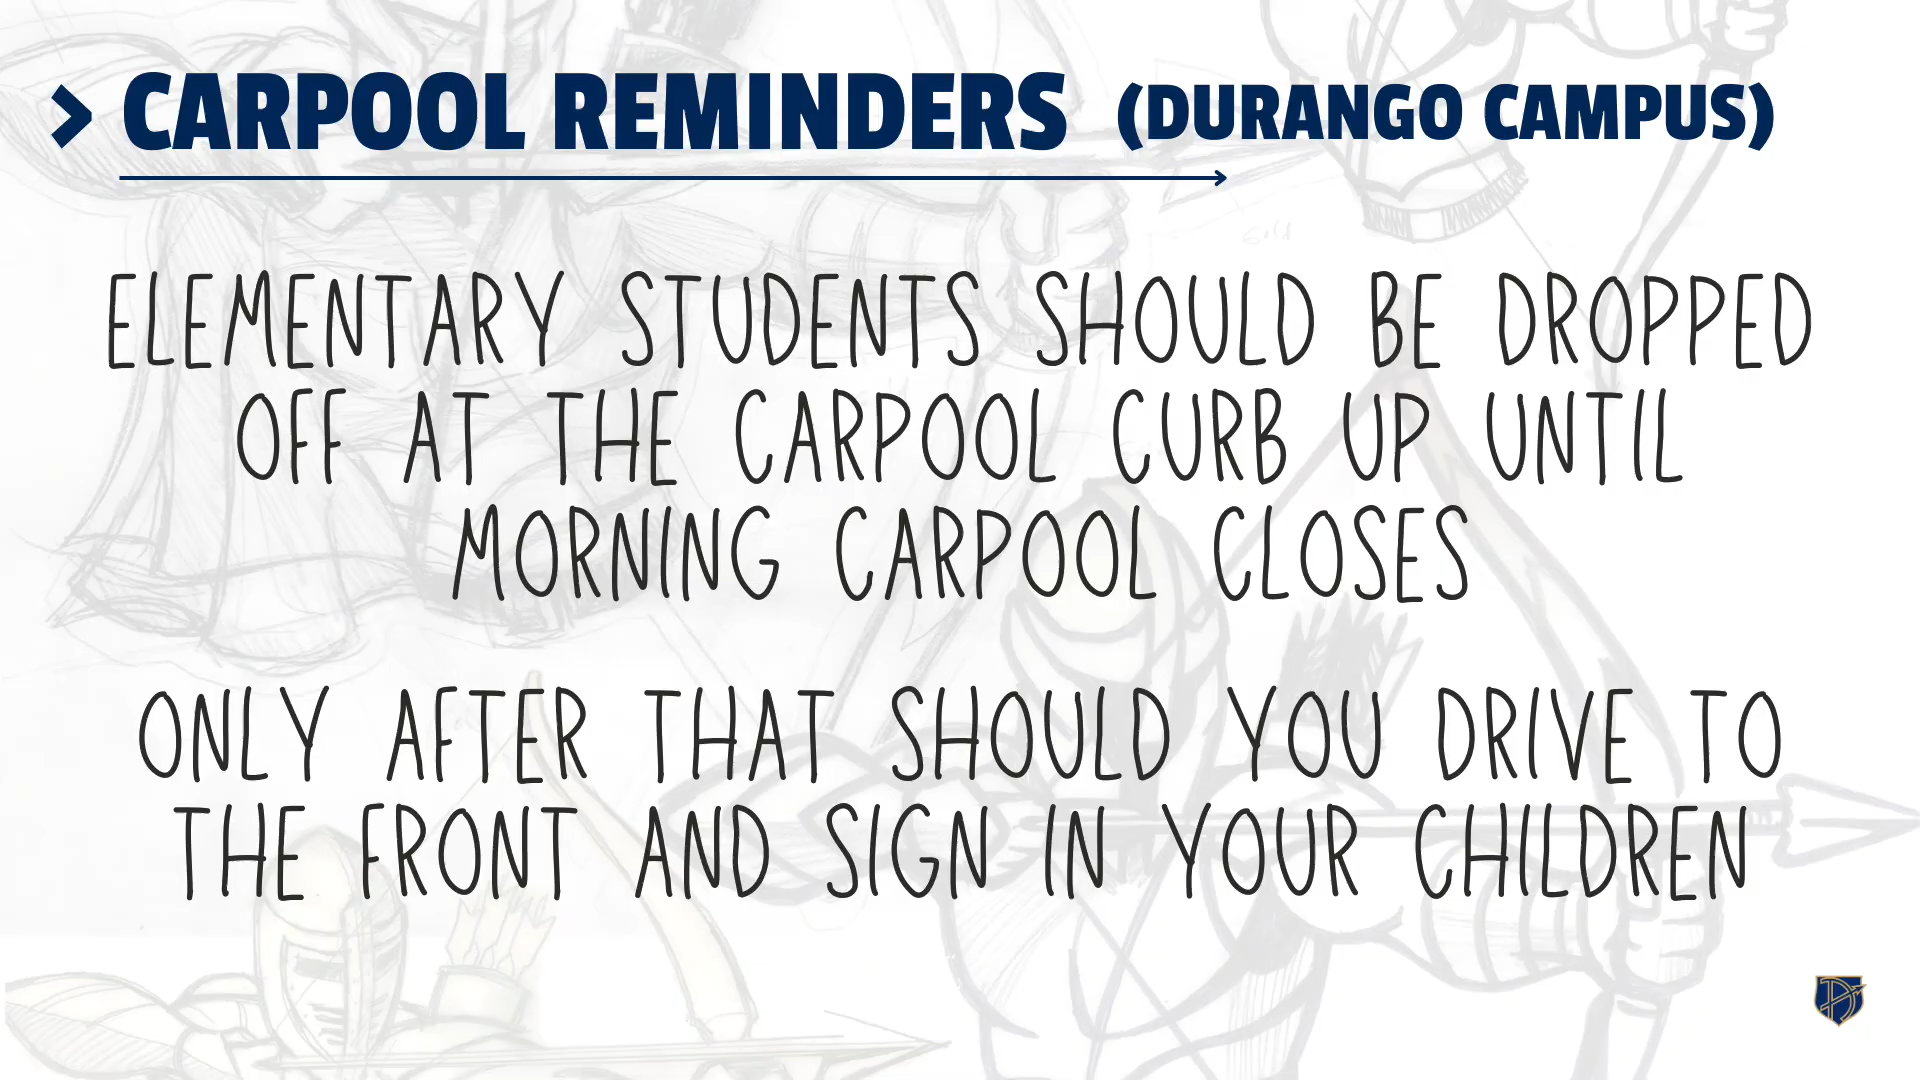 > CARPOOL REMINDERS (DURANGO CAMPUS)
ELEMENTARY STUDENTS SHOULD BE DROPPED
OFF AT THE CARPOOL CURB UP UNTIL
MORNING CARPOOL CLOSES
ONLY AFTER THAT SHOULD YOU DRIVE TO
THE FRONT AND SIGN IN YOUR CHILDREN